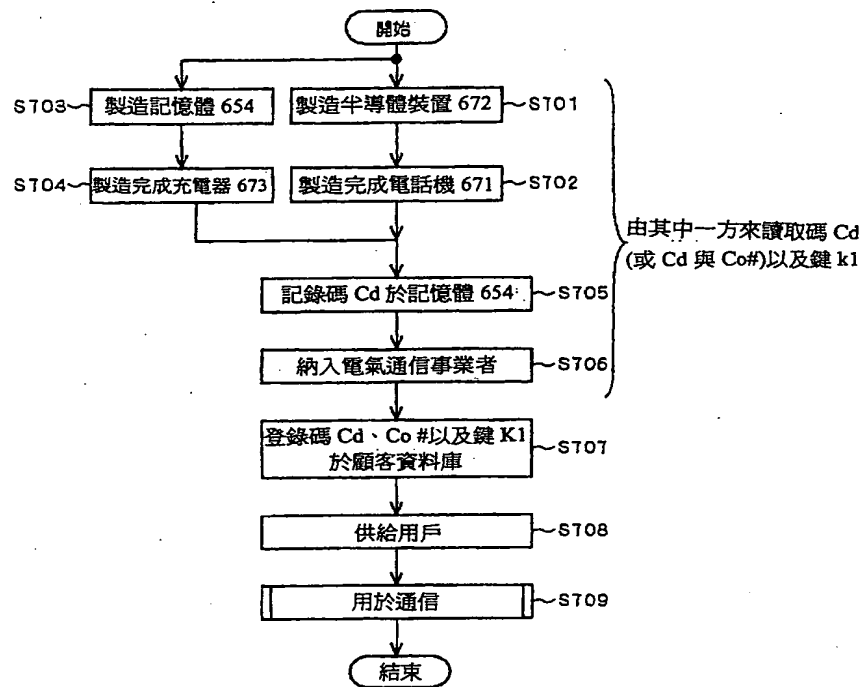 開始
S703 製造記憶體 654
製造半導體裝置 672 S701
S704 製造完成充電器 673
製造完成電話機 671 S702
由其中一方來讀取碼 Cd
(或 Cd 與 Co#)以及鍵 k1
記錄碼 Cd 於記憶體 654 S705
納入電氣通信事業者 S706
登錄碼 Cd、Co #以及鍵 K1
於顧客資料庫 S707
供給用戶 S708
用於通信 S709
結束